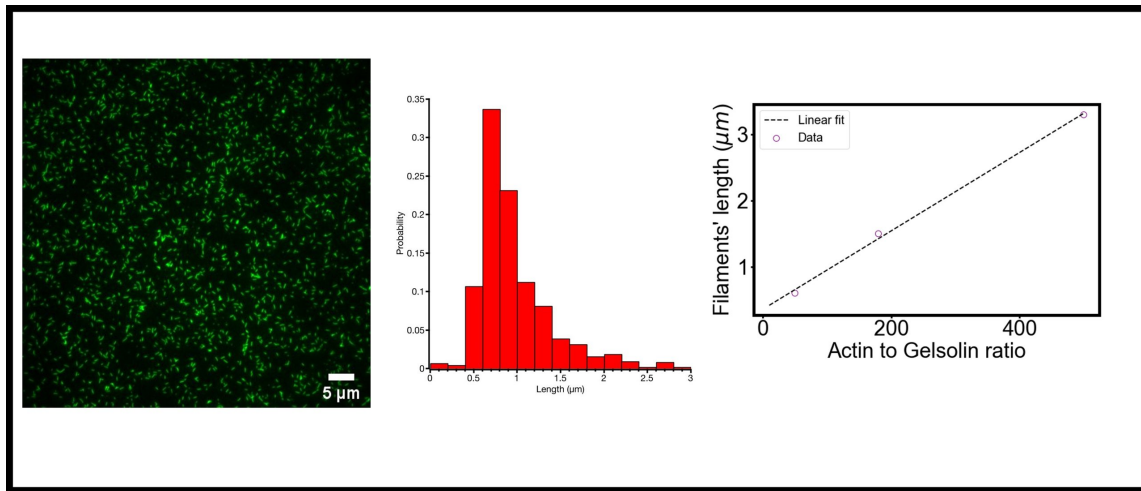 5 μm
0.35
0.3
0.25
0.2
0.15
0.1
0.05
0
Probability
0 0.5 1 1.5 2 2.5 3
Length (μm)
Linear fit
Data
3
2
1
Filaments' length (μm)
0 200 400
Actin to Gelsolin ratio